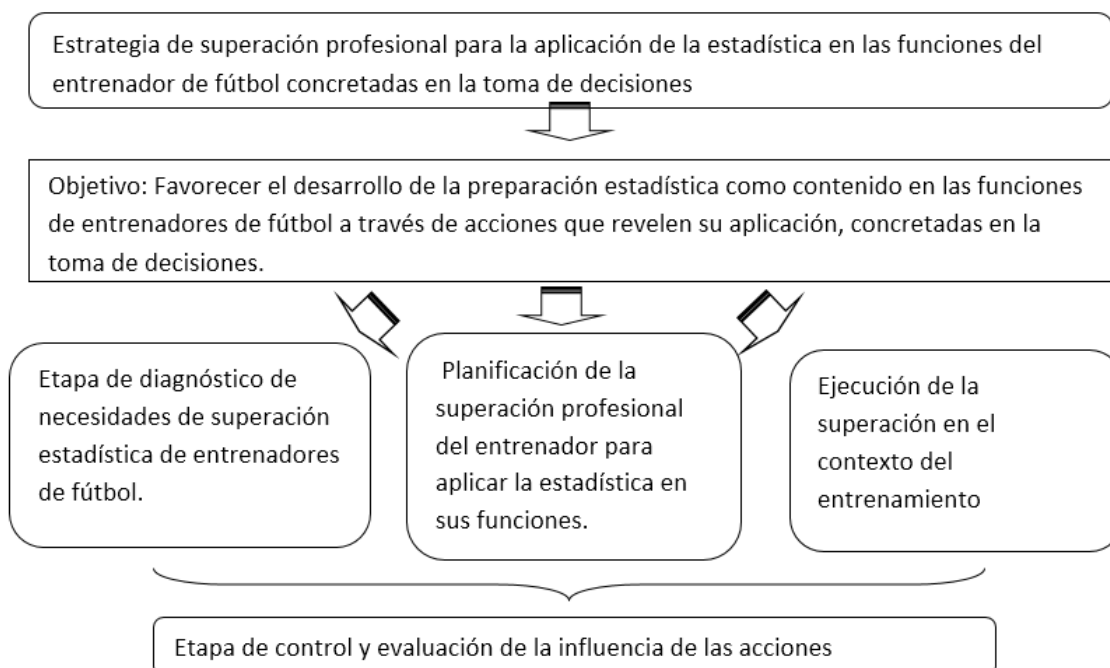 Estrategia de superación profesional para la aplicación de la estadística en las funciones del
entrenador de fútbol concretadas en la toma de decisiones
Objetivo: Favorecer el desarrollo de la preparación estadística como contenido en las funciones
de entrenadores de fútbol a través de acciones que revelen su aplicación, concretadas en la
toma de decisiones.
Etapa de diagnóstico de
necesidades de superación
estadística de entrenadores
de fútbol.
Planificación de la
superación profesional
del entrenador para
aplicar la estadística en
sus funciones.
Ejecución de la
superación en el
contexto del
entrenamiento
Etapa de control y evaluación de la influencia de las acciones